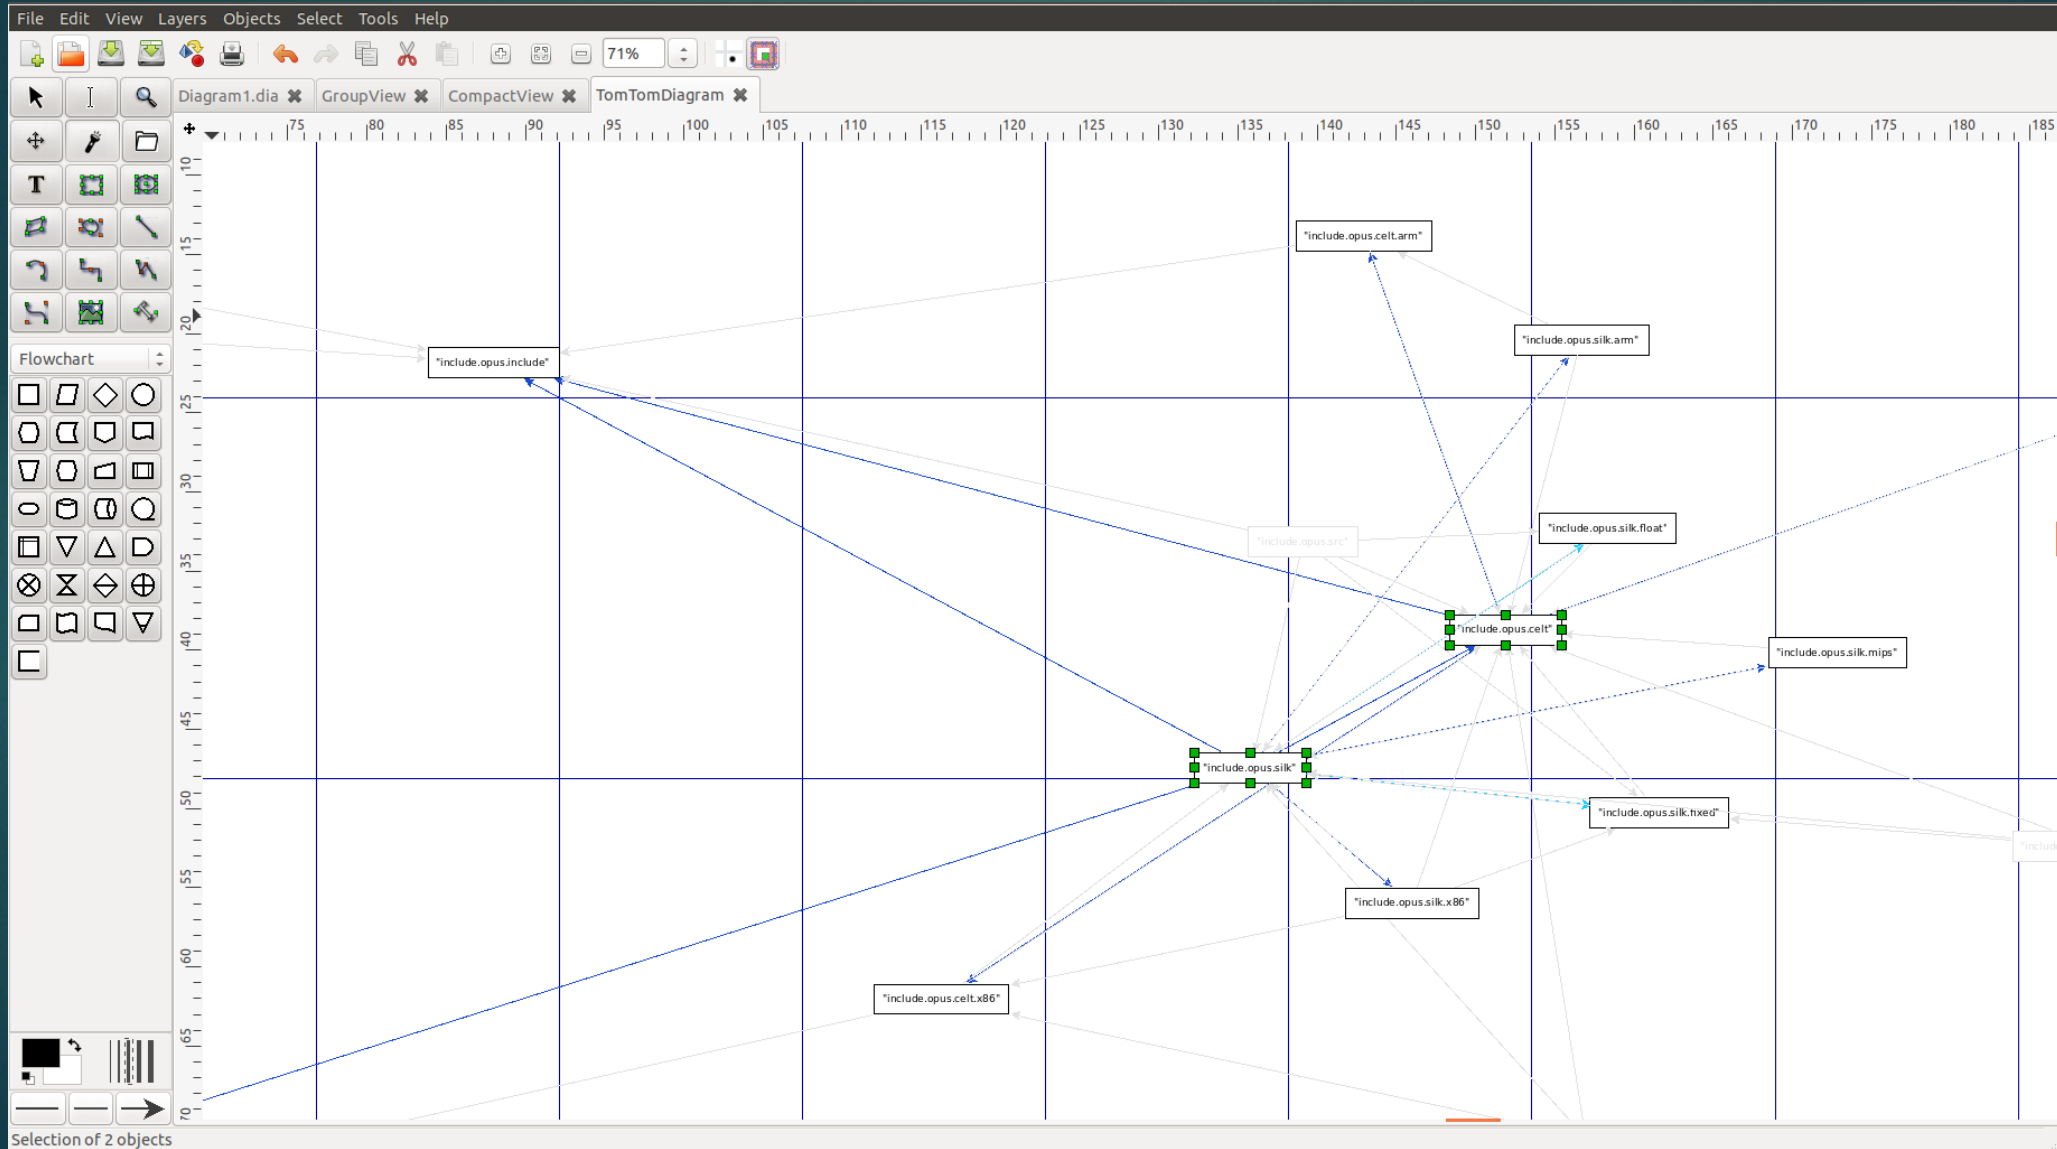 File Edit View Layers Objects Select Tools Help
71%
Diagram1.dia GroupView CompactView TomTomDiagram
75 80 85 90 95 100 105 110 115 120 125 130 135 140 145 150 155 160 165 170 175 180 185
10
15
20
25
30
35
40
45
50
55
60
65
70
T
Flowchart
"include.opus.celt.arm"
"include.opus.silk.arm"
"include.opus.include"
"include.opus.silk.float"
"include.opus.src"
"include.opus.celt"
"include.opus.silk.mips"
"include.opus.silk"
"include.opus.silk.fixed"
"include
"include.opus.silk.x86"
"include.opus.celt.x86"
Selection of 2 objects